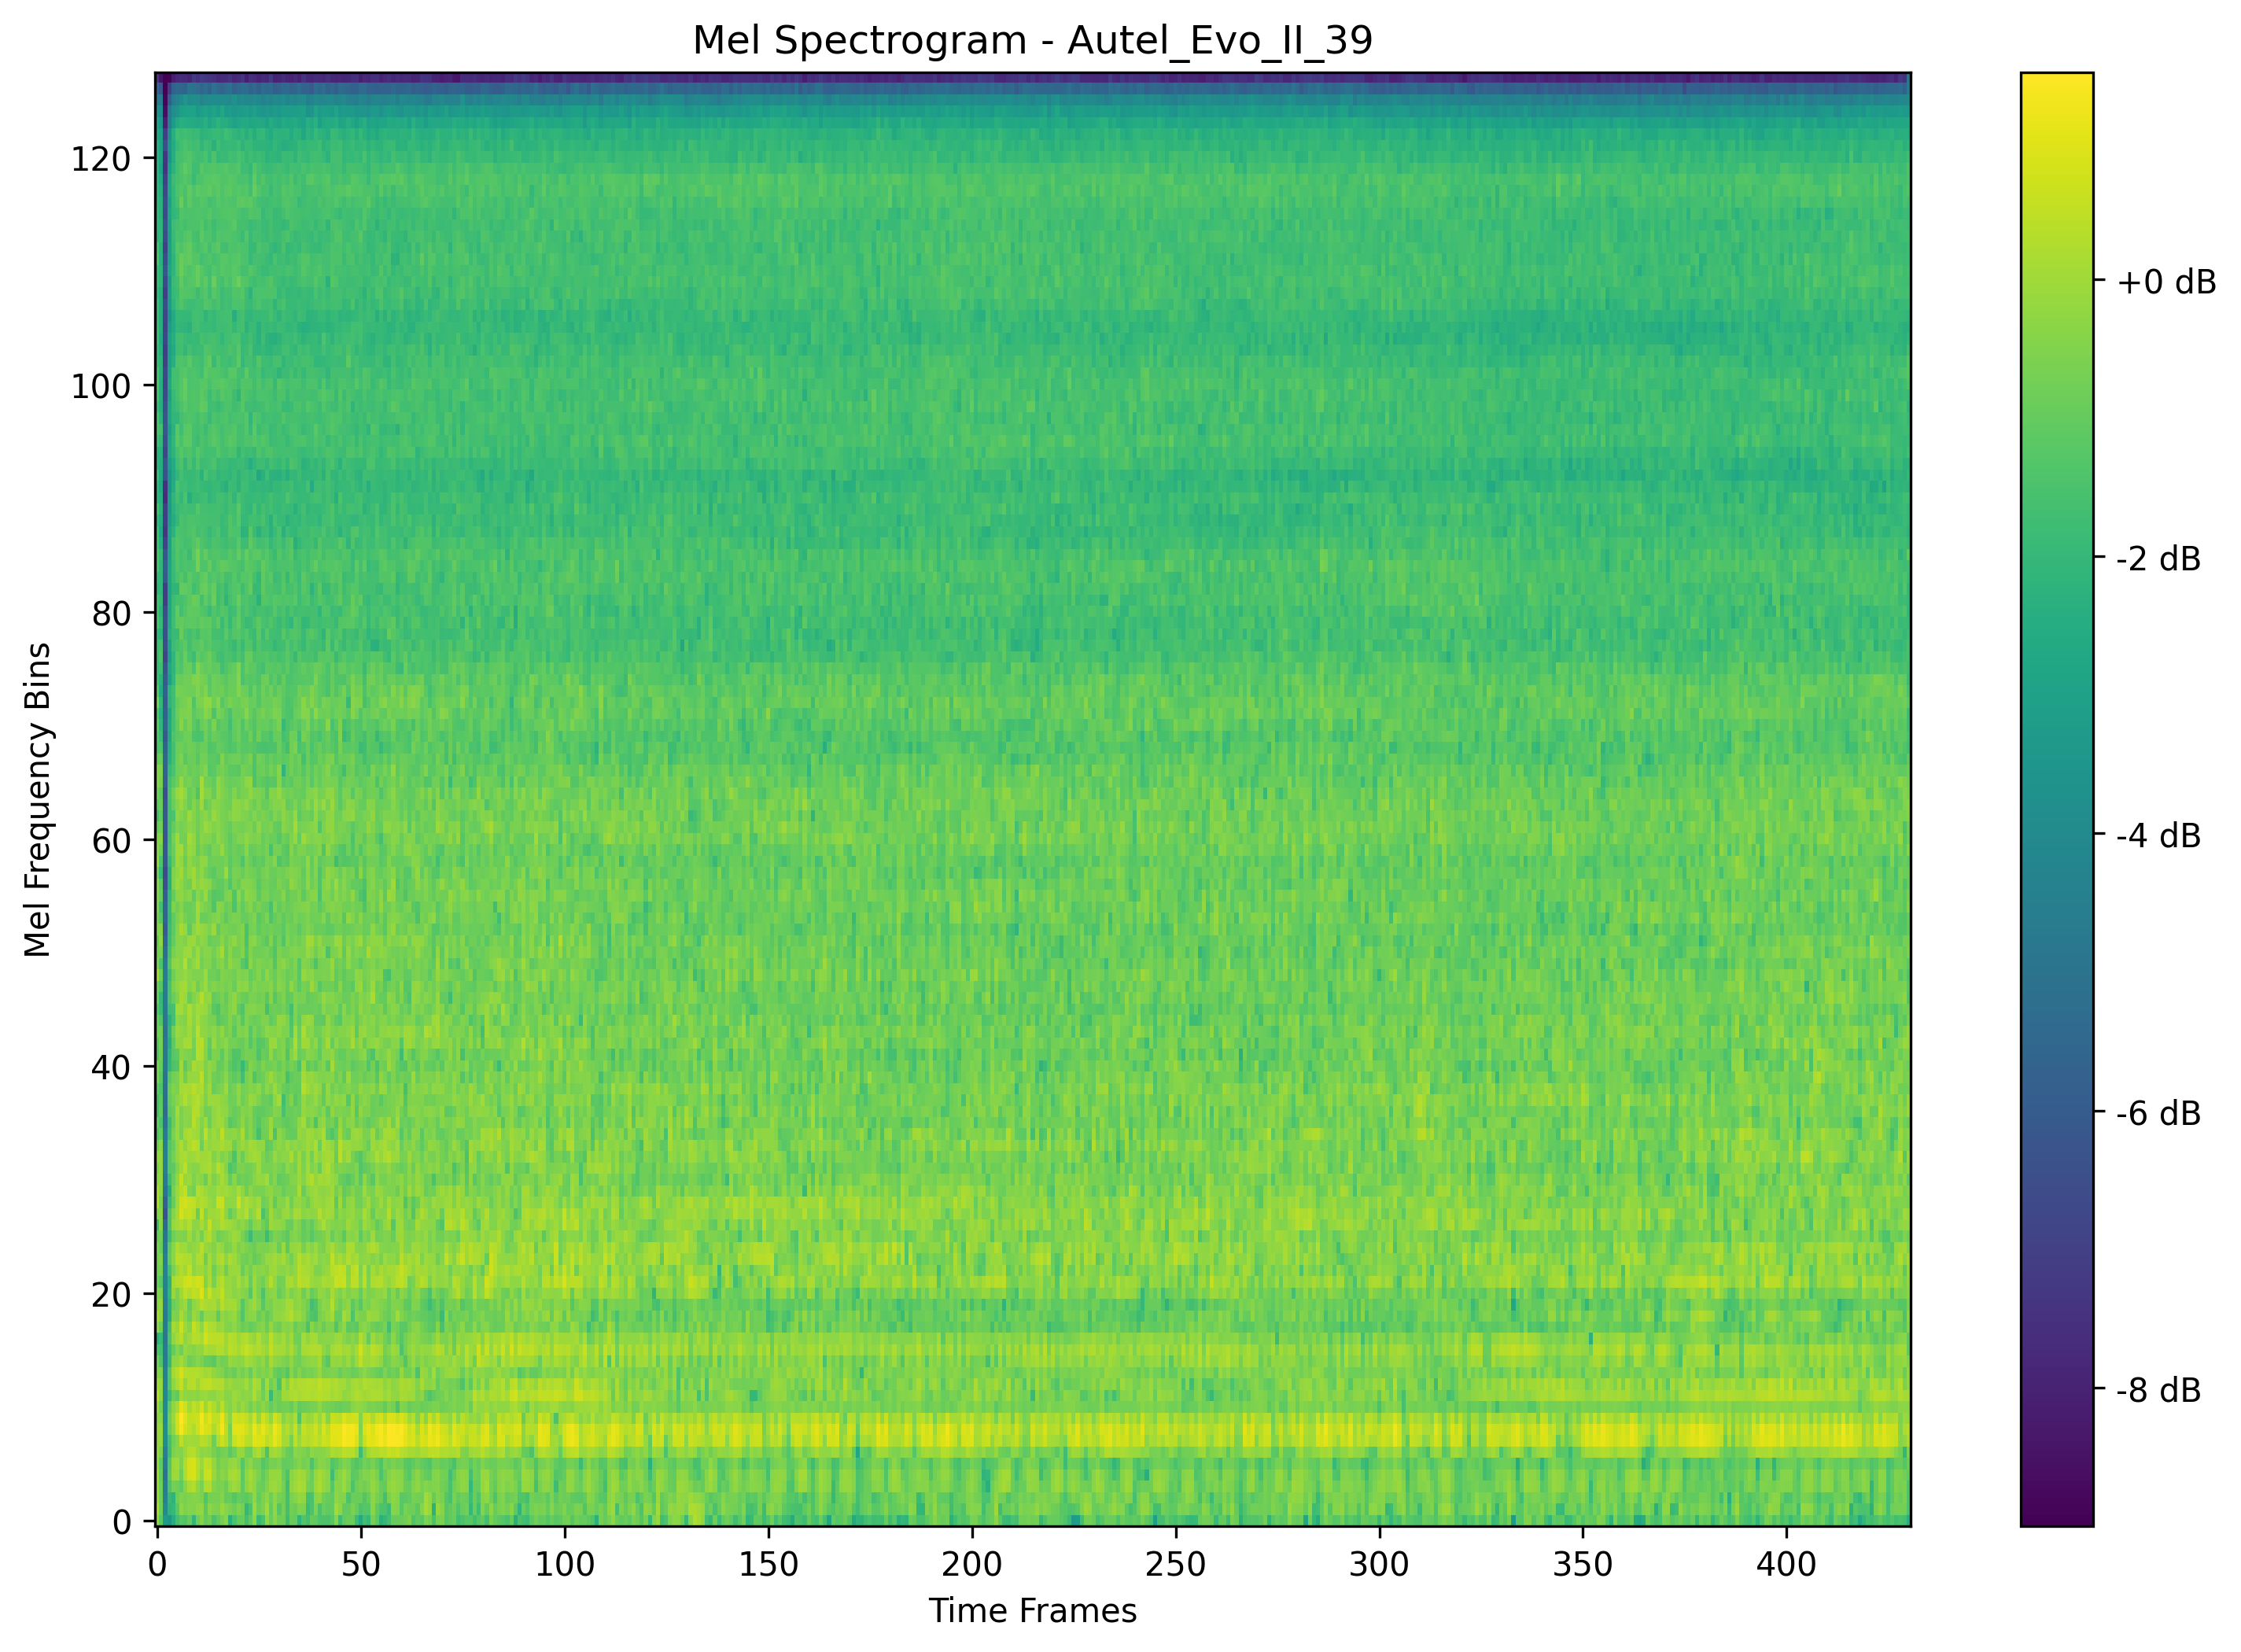 Mel Spectrogram - Autel_Evo_II_39
120
100
80
60
40
20
0
Mel Frequency Bins
0 50 100 150 200 250 300 350 400
Time Frames
+0 dB
-2 dB
-4 dB
-6 dB
-8 dB